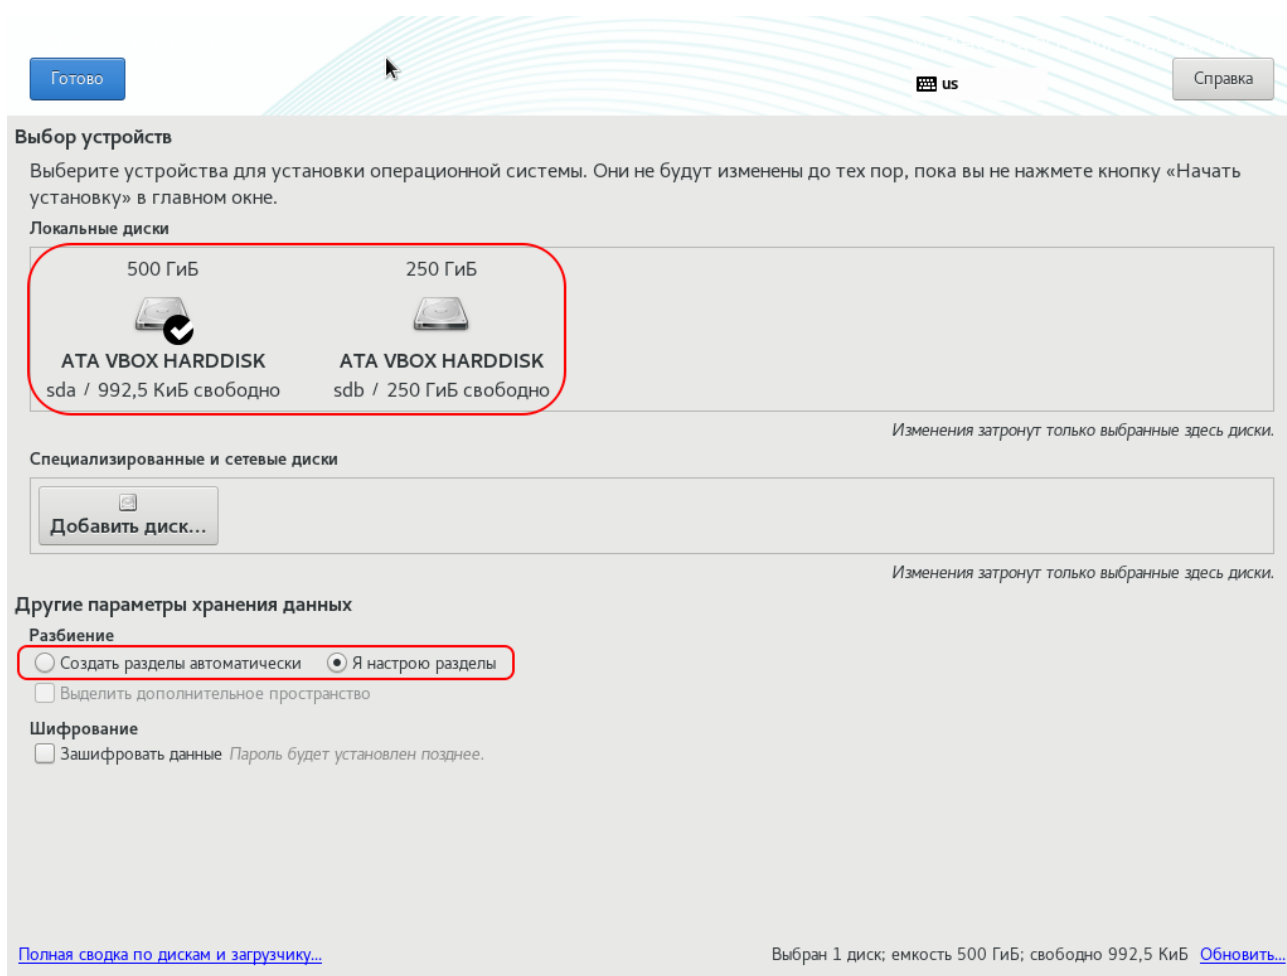 Готово
us
Справка
Выбор устройств
Выберите устройства для установки операционной системы. Они не будут изменены до тех пор, пока вы не нажмете кнопку «Начать
установку» в главном окне.
Локальные диски
500 ГиБ
250 ГиБ
ATA VBOX HARDDISK
ATA VBOX HARDDISK
sda / 992,5 КиБ свободно
sdb / 250 ГиБ свободно
Изменения затронут только выбранные здесь диски.
Специализированные и сетевые диски
Добавить диск...
Изменения затронут только выбранные здесь диски.
Другие параметры хранения данных
Разбиение
Создать разделы автоматически
Я настрою разделы
Выделить дополнительное пространство
Шифрование
Зашифровать данные Пароль будет установлен позднее.
Полная сводка по дискам и загрузчику...
Выбран 1 диск; емкость 500 ГиБ; свободно 992,5 КиБ Обновить...